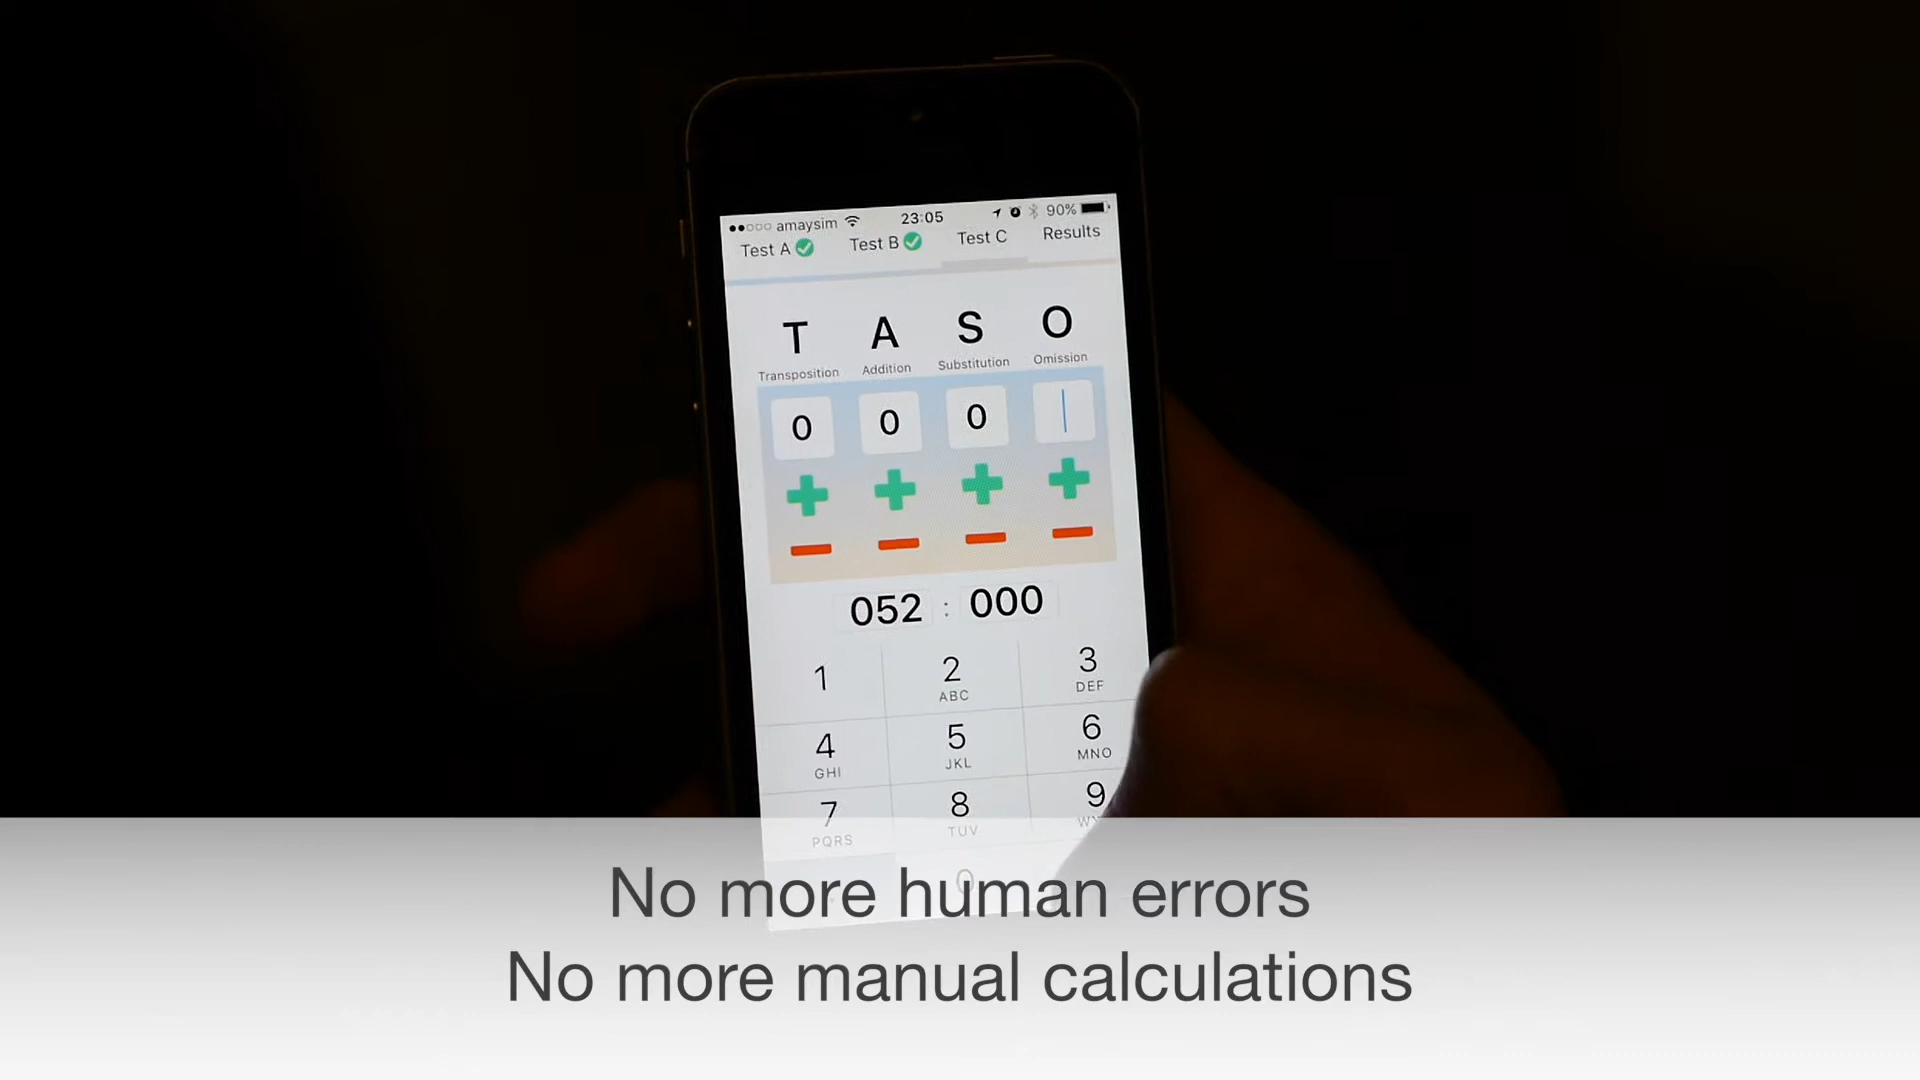 amaysim 23:05 90%
Test A Test B Test C Results
T A S O
Transposition Addition Substitution Omission
0 0 0
052 : 000
1 2 3
ABC DEF
4 5 6
GHI JKL MNO
7 8 9
PQRS TUV
0
No more human errors
No more manual calculations